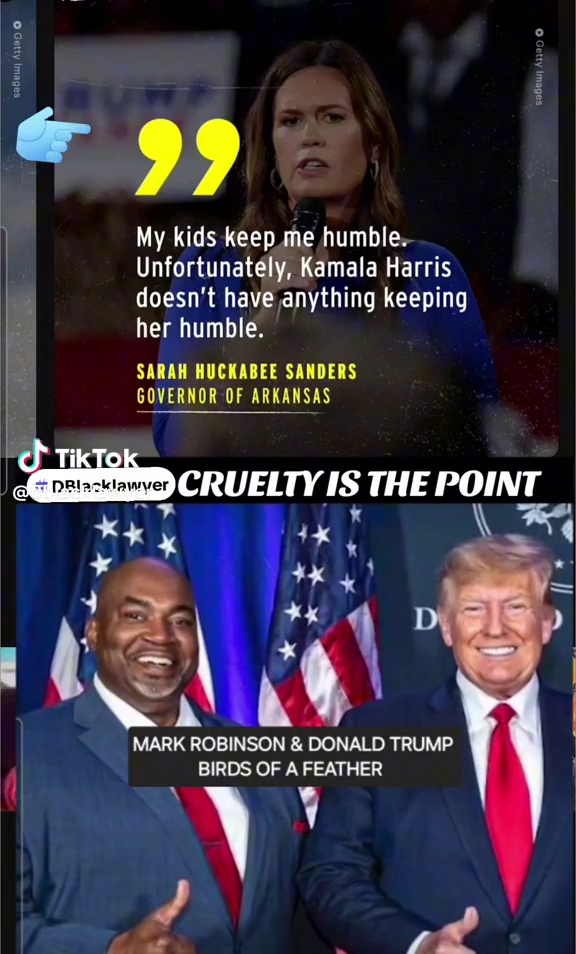 Getty Images
Getty Images
”
My kids keep me humble.
Unfortunately, Kamala Harris
doesn’t have anything keeping
her humble.
SARAH HUCKABEE SANDERS
GOVERNOR OF ARKANSAS
TikTok
@
# DBlacklawyer
CRUELTY IS THE POINT
D
MARK ROBINSON & DONALD TRUMP
BIRDS OF A FEATHER